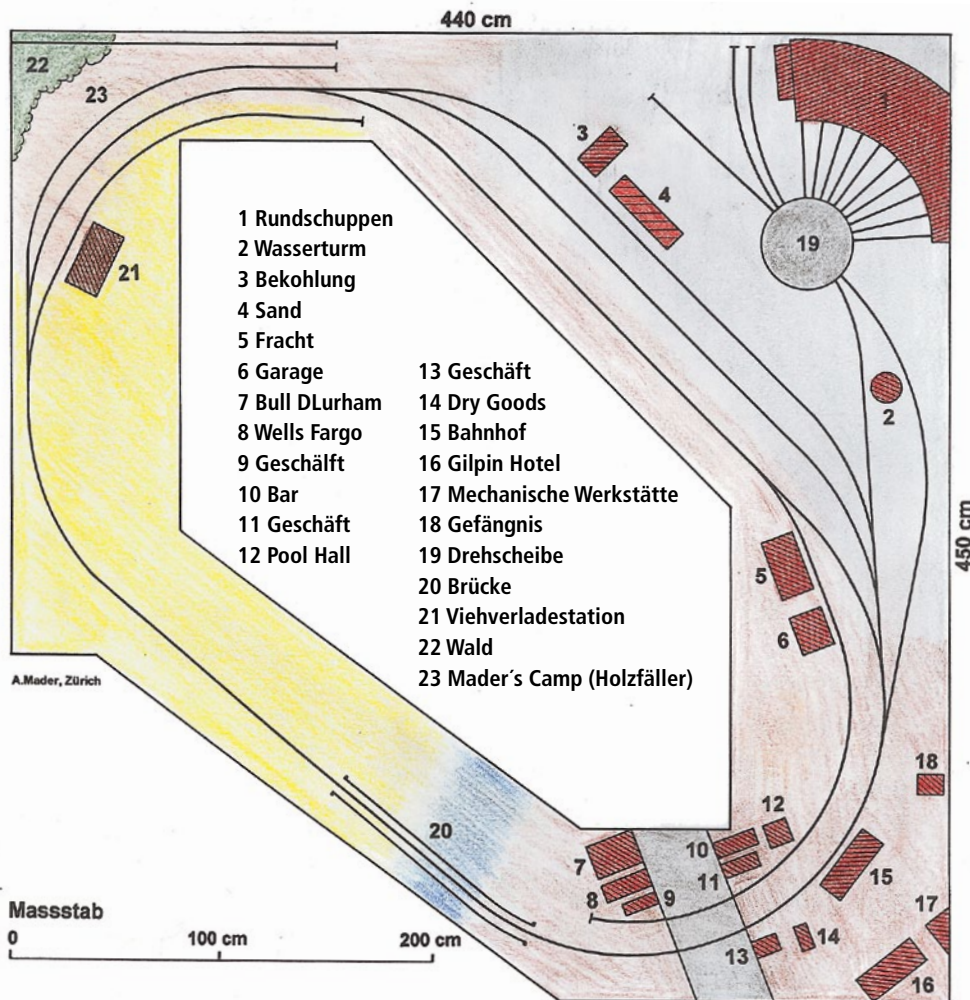 440 cm
22
23
1
3
4
19
21
2
1 Rundschuppen
2 Wasserturm
3 Bekohlung
4 Sand
5 Fracht
6 Garage
7 Bull DLurham
8 Wells Fargo
9 Geschälft
10 Bar
11 Geschäft
12 Pool Hall
13 Geschäft
14 Dry Goods
15 Bahnhof
16 Gilpin Hotel
17 Mechanische Werkstätte
18 Gefängnis
19 Drehscheibe
20 Brücke
21 Viehverladestation
22 Wald
23 Mader´s Camp (Holzfäller)
450 cm
5
6
A.Mader, Zürich
18
12
20
10
7
11
15
8
9
17
13
14
16
Massstab
0
100 cm
200 cm